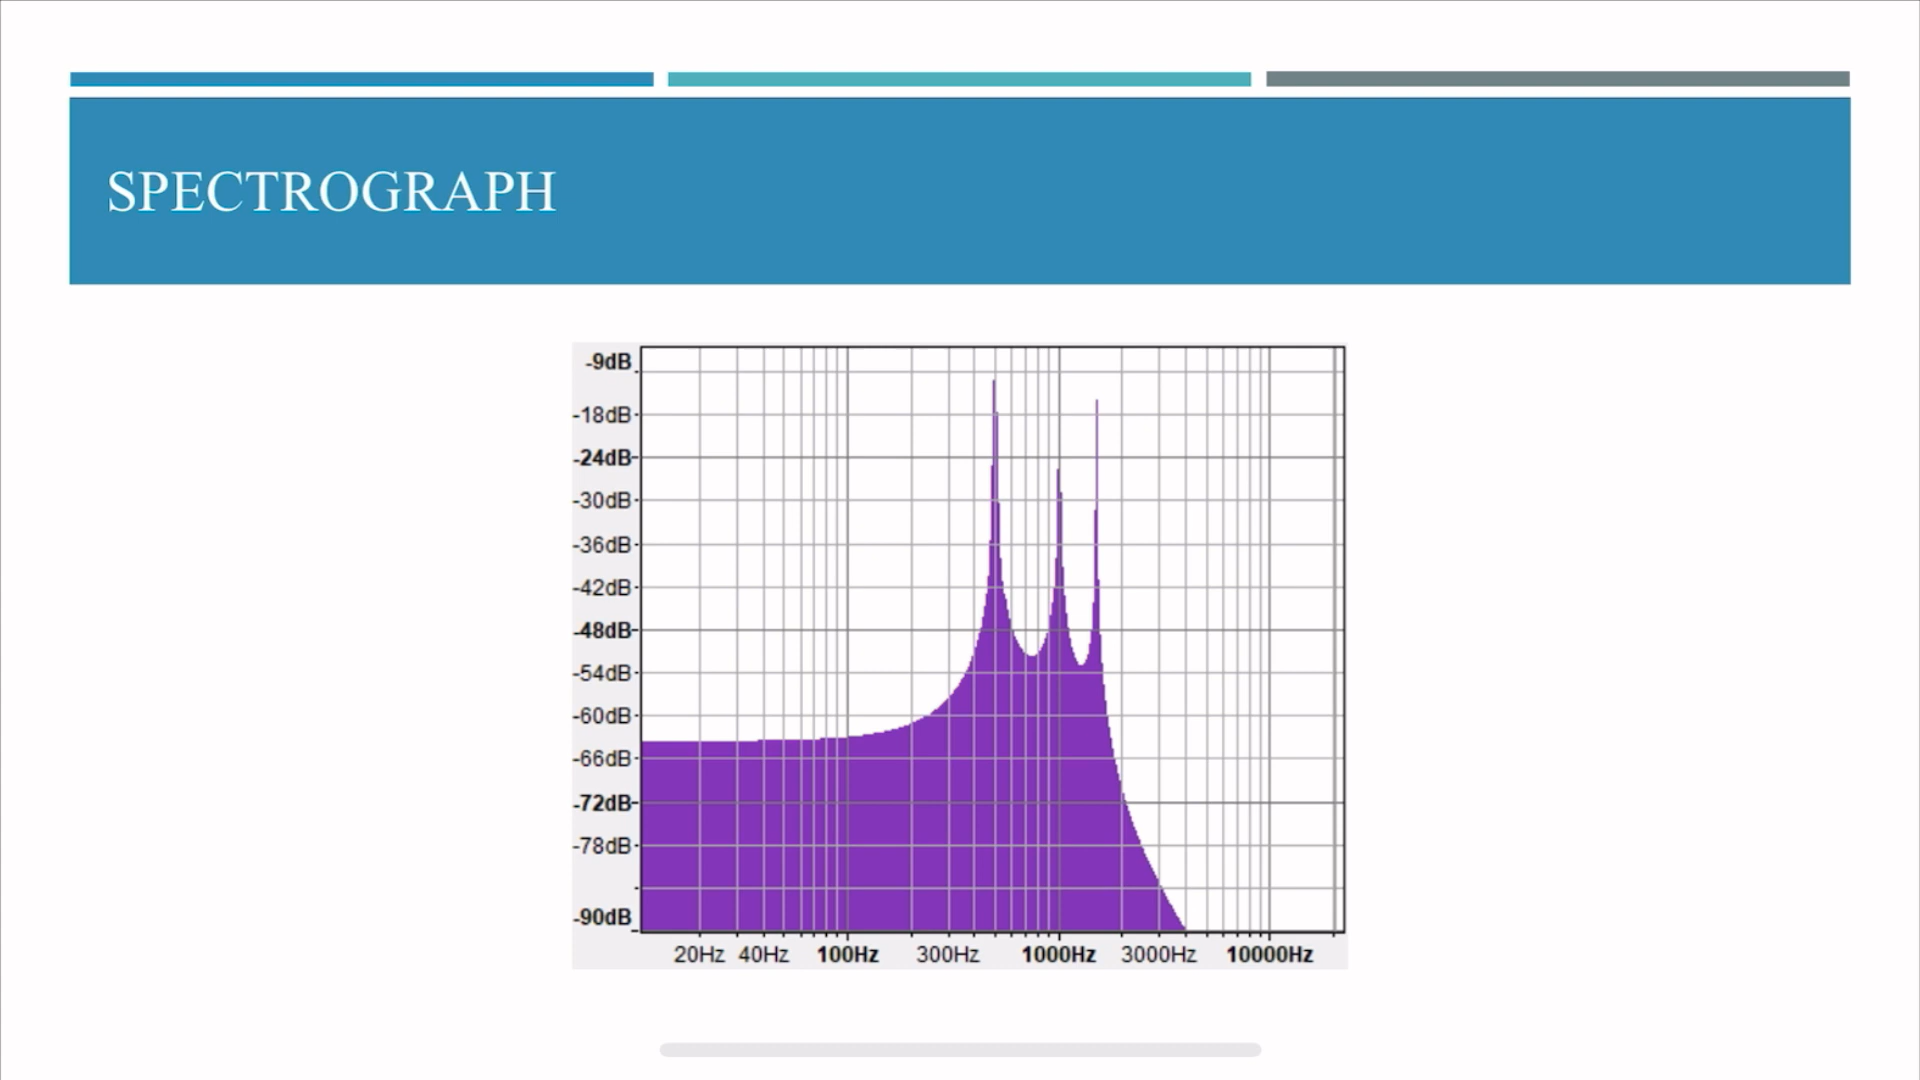 SPECTROGRAPH
-9dB
-18dB
-24dB
-30dB
-36dB
-42dB
-48dB
-54dB
-60dB
-66dB
-72dB
-78dB
-90dB
20Hz 40Hz 100Hz 300Hz 1000Hz 3000Hz 10000Hz